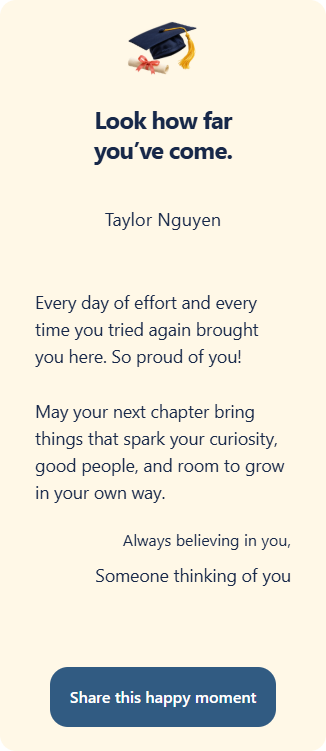 Look how far
you’ve come.
Taylor Nguyen
Every day of effort and every
time you tried again brought
you here. So proud of you!
May your next chapter bring
things that spark your curiosity,
good people, and room to grow
in your own way.
Always believing in you,
Someone thinking of you
Share this happy moment